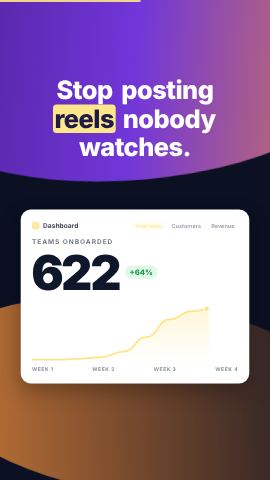 Stop posting
reels nobody
watches.
Dashboard
Overview Customers Revenue
TEAMS ONBOARDED
622 +64%
WEEK 1 WEEK 2 WEEK 3 WEEK 4